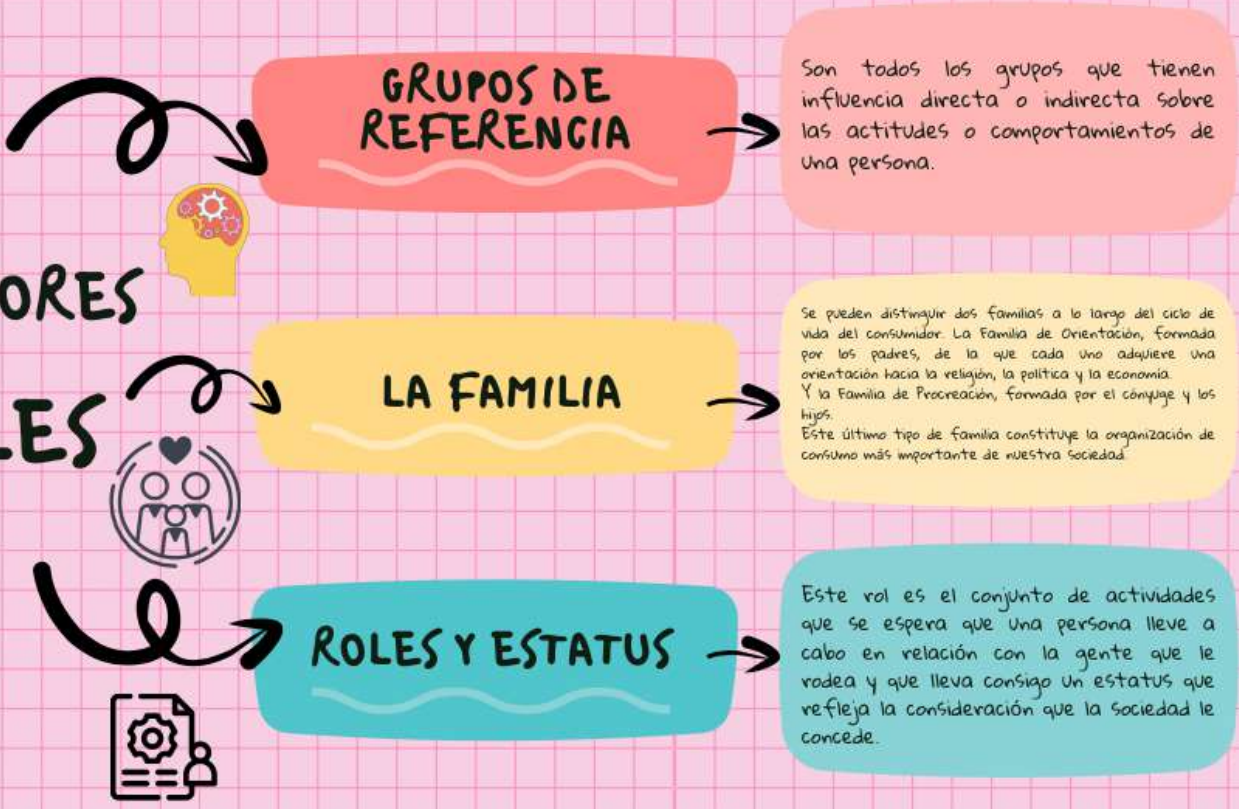 GRUPOS DE
REFERENCIA
Son todos los grupos que tienen
influencia directa o indirecta sobre
las actitudes o comportamientos de
una persona.
ORES
LES
LA FAMILIA
Se pueden distinguir dos familias a lo largo del ciclo de
vida del consumidor. La Familia de Orientación, formada
por los padres, de la que cada uno adquiere una
orientación hacia la religión, la política y la economía.
Y la Familia de Procreación, formada por el cónyuge y los
hijos.
Este último tipo de familia constituye la organización de
consumo más importante de nuestra sociedad.
ROLES Y ESTATUS
Este rol es el conjunto de actividades
que se espera que una persona lleve a
cabo en relación con la gente que le
rodea y que lleva consigo un estatus que
refleja la consideración que la sociedad le
concede.